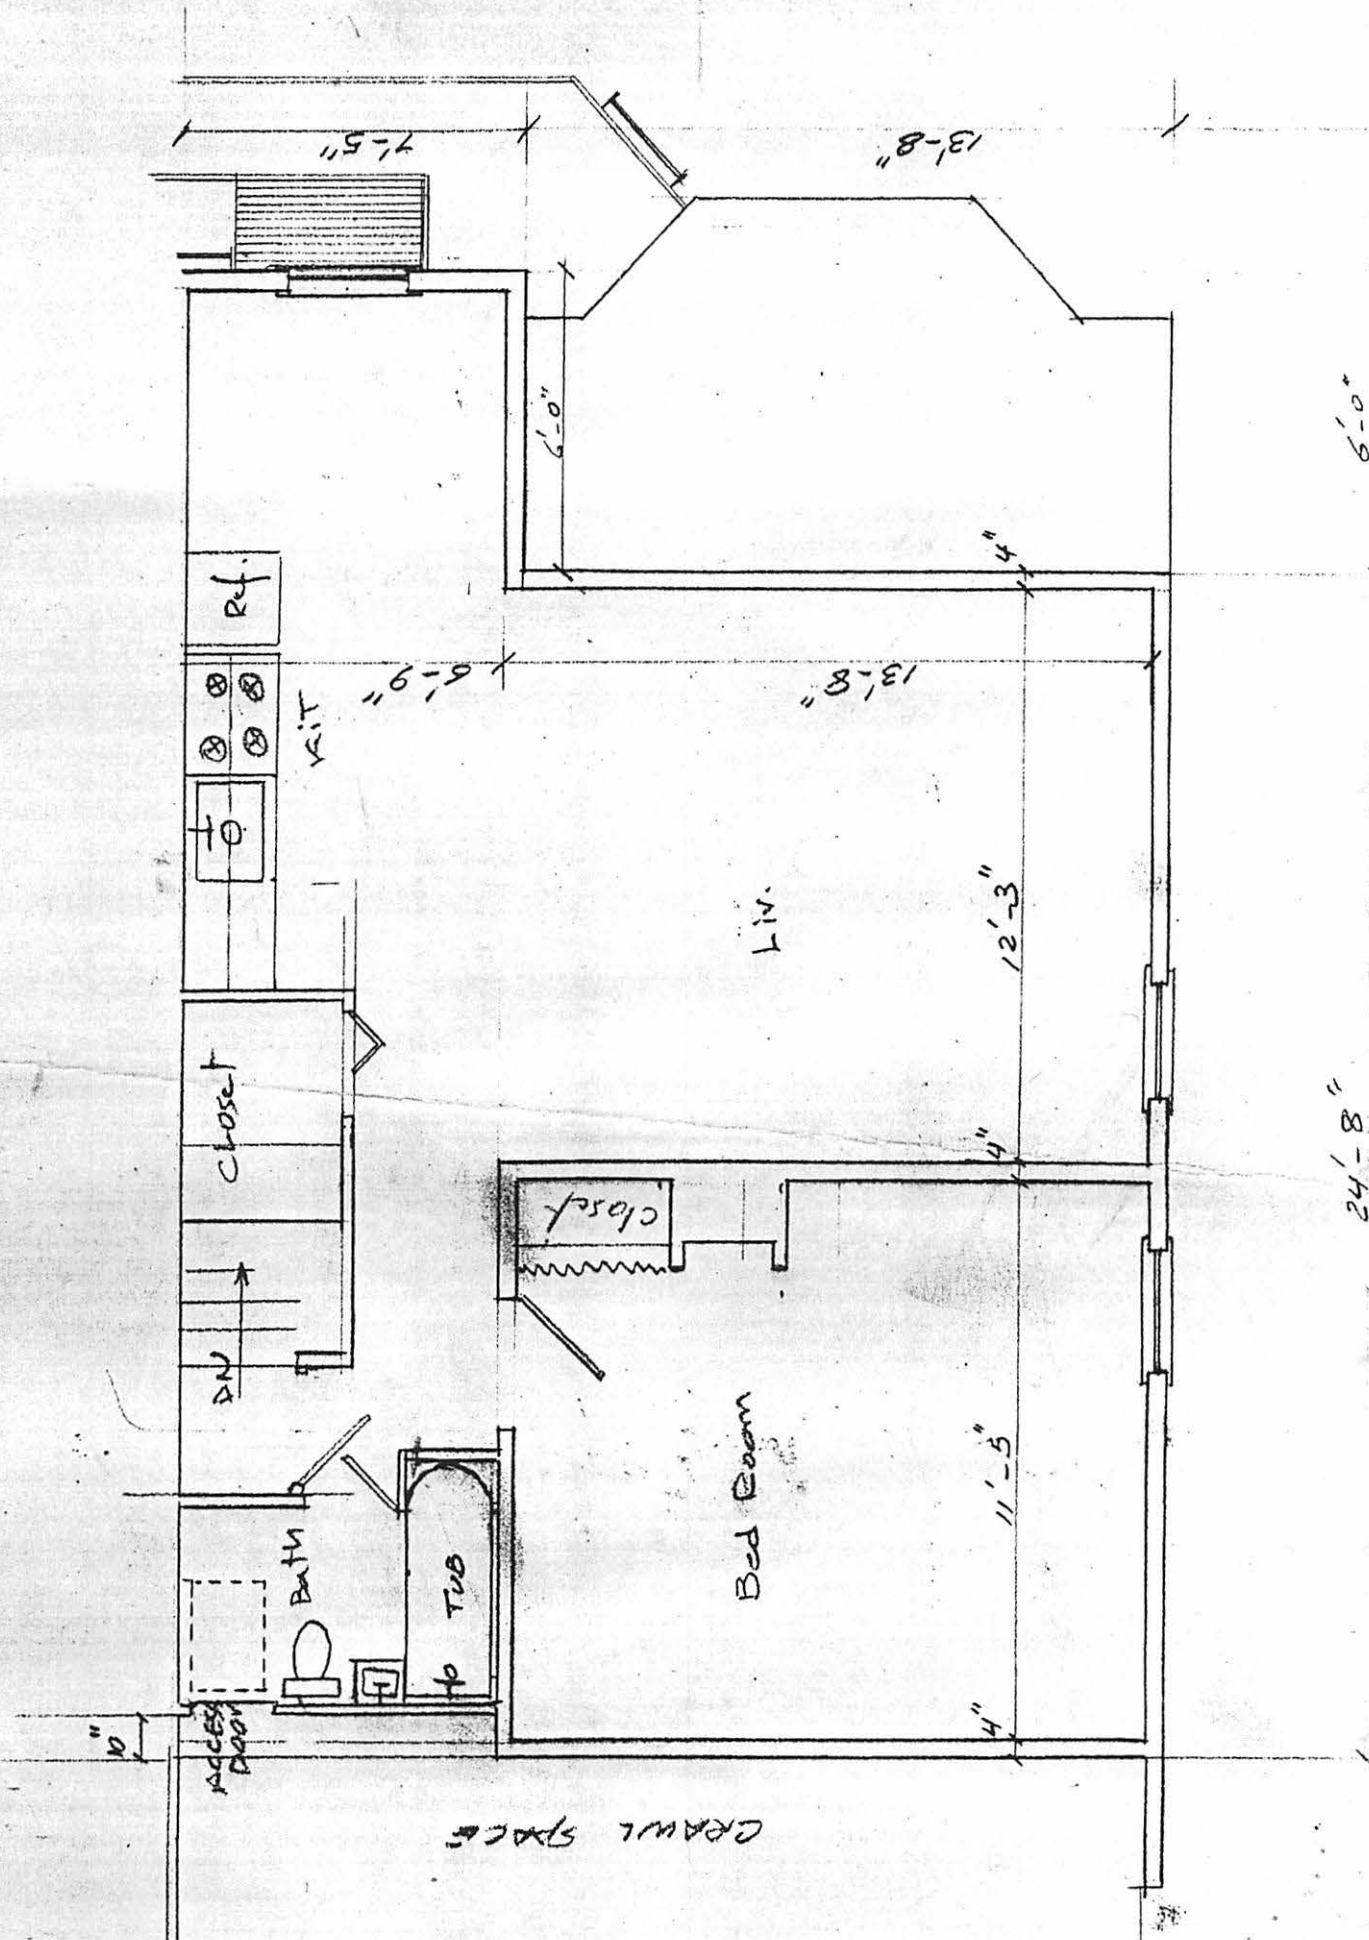 7'-5"
13'-8"
6'-0"
6'-0"
Ref.
4"
6'-9"
13'-8"
KiT
Liv.
12'-3"
Closet
4"
Closet
24'-8"
DN
Bed Room
11'-5"
Bath
TUB
4"
10"
ACCESS
DOOR
CRAWL SPACE